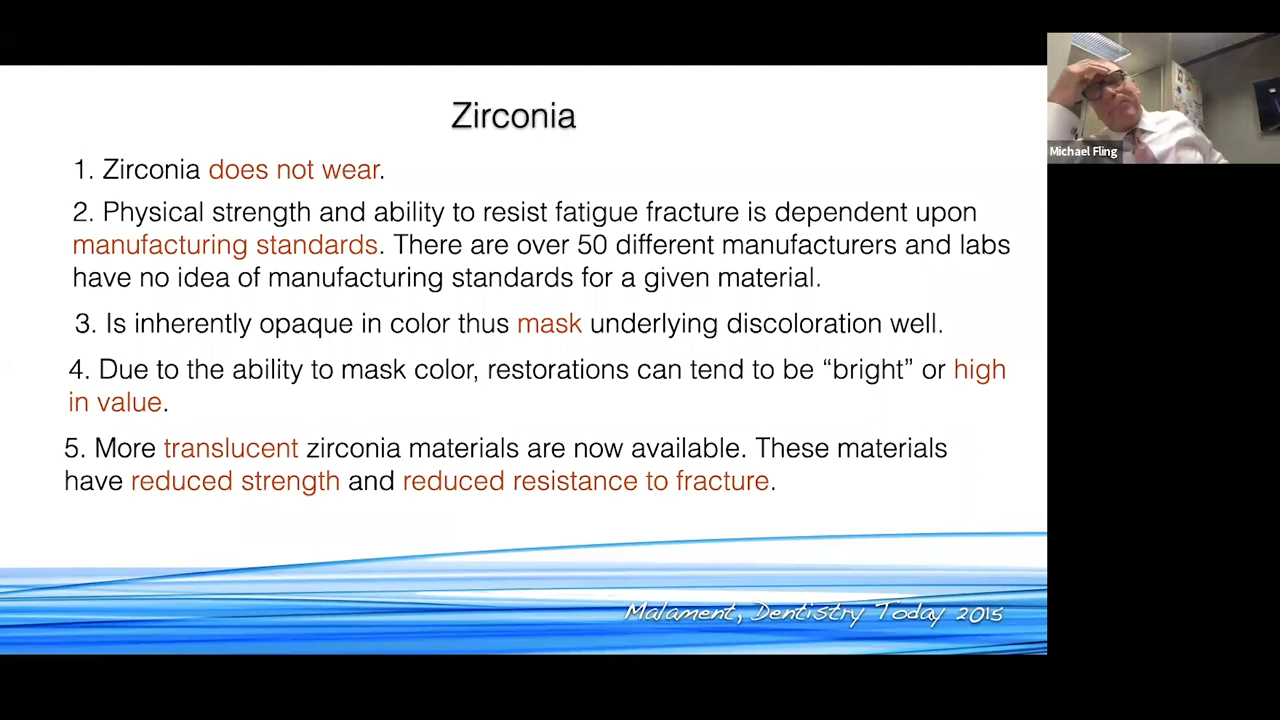 Zirconia
1. Zirconia does not wear.
2. Physical strength and ability to resist fatigue fracture is dependent upon
manufacturing standards. There are over 50 different manufacturers and labs
have no idea of manufacturing standards for a given material.
3. Is inherently opaque in color thus mask underlying discoloration well.
4. Due to the ability to mask color, restorations can tend to be “bright” or high
in value.
5. More translucent zirconia materials are now available. These materials
have reduced strength and reduced resistance to fracture.
Malament, Dentistry Today 2015
Michael Fling